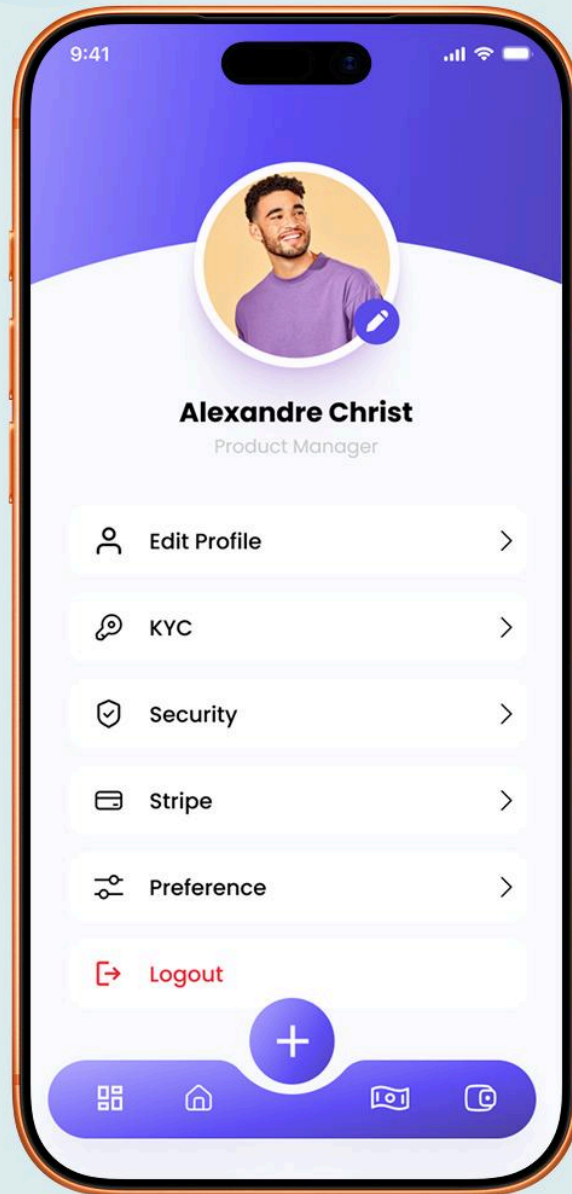 9:41
Alexandre Christ
Product Manager
Edit Profile
KYC
Security
Stripe
Preference
Logout